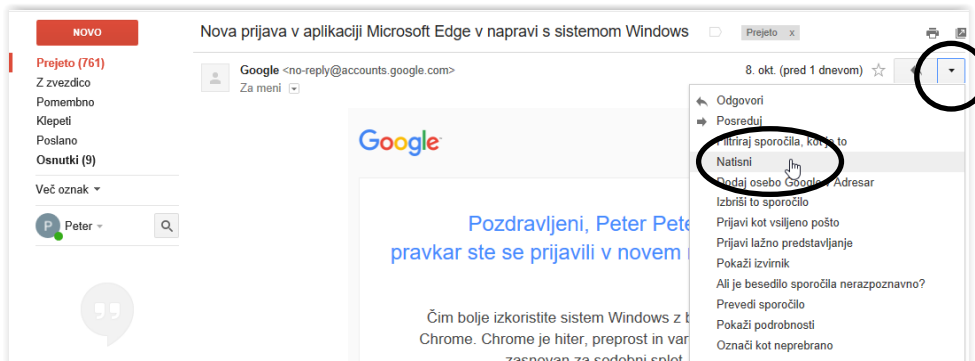 NOVO
Prejeto (761)
Z zvezdico
Pomembno
Klepeti
Poslano
Osnutki (9)
Več oznak
P Peter
Nova prijava v aplikaciji Microsoft Edge v napravi s sistemom Windows Prejeto x
Google <no-reply@accounts.google.com> 8. okt. (pred 1 dnevom)
Za meni
Google
Pozdravljeni, Peter
pravkar ste se prijavili v novem
Čim bolje izkoristite sistem Windows z
Chrome. Chrome je hiter, preprost in
zasnovan za sodobni splet
Odgovori
Posreduj
Filtriraj sporočila, kot je to
Natisni
Dodaj osebo Google v Adresar
Izbriši to sporočilo
Prijavi kot vsiljeno pošto
Prijavi lažno predstavljanje
Pokaži izvirnik
Ali je besedilo sporočila nerazpoznavno?
Prevedi sporočilo
Pokaži podrobnosti
Označi kot neprebrano